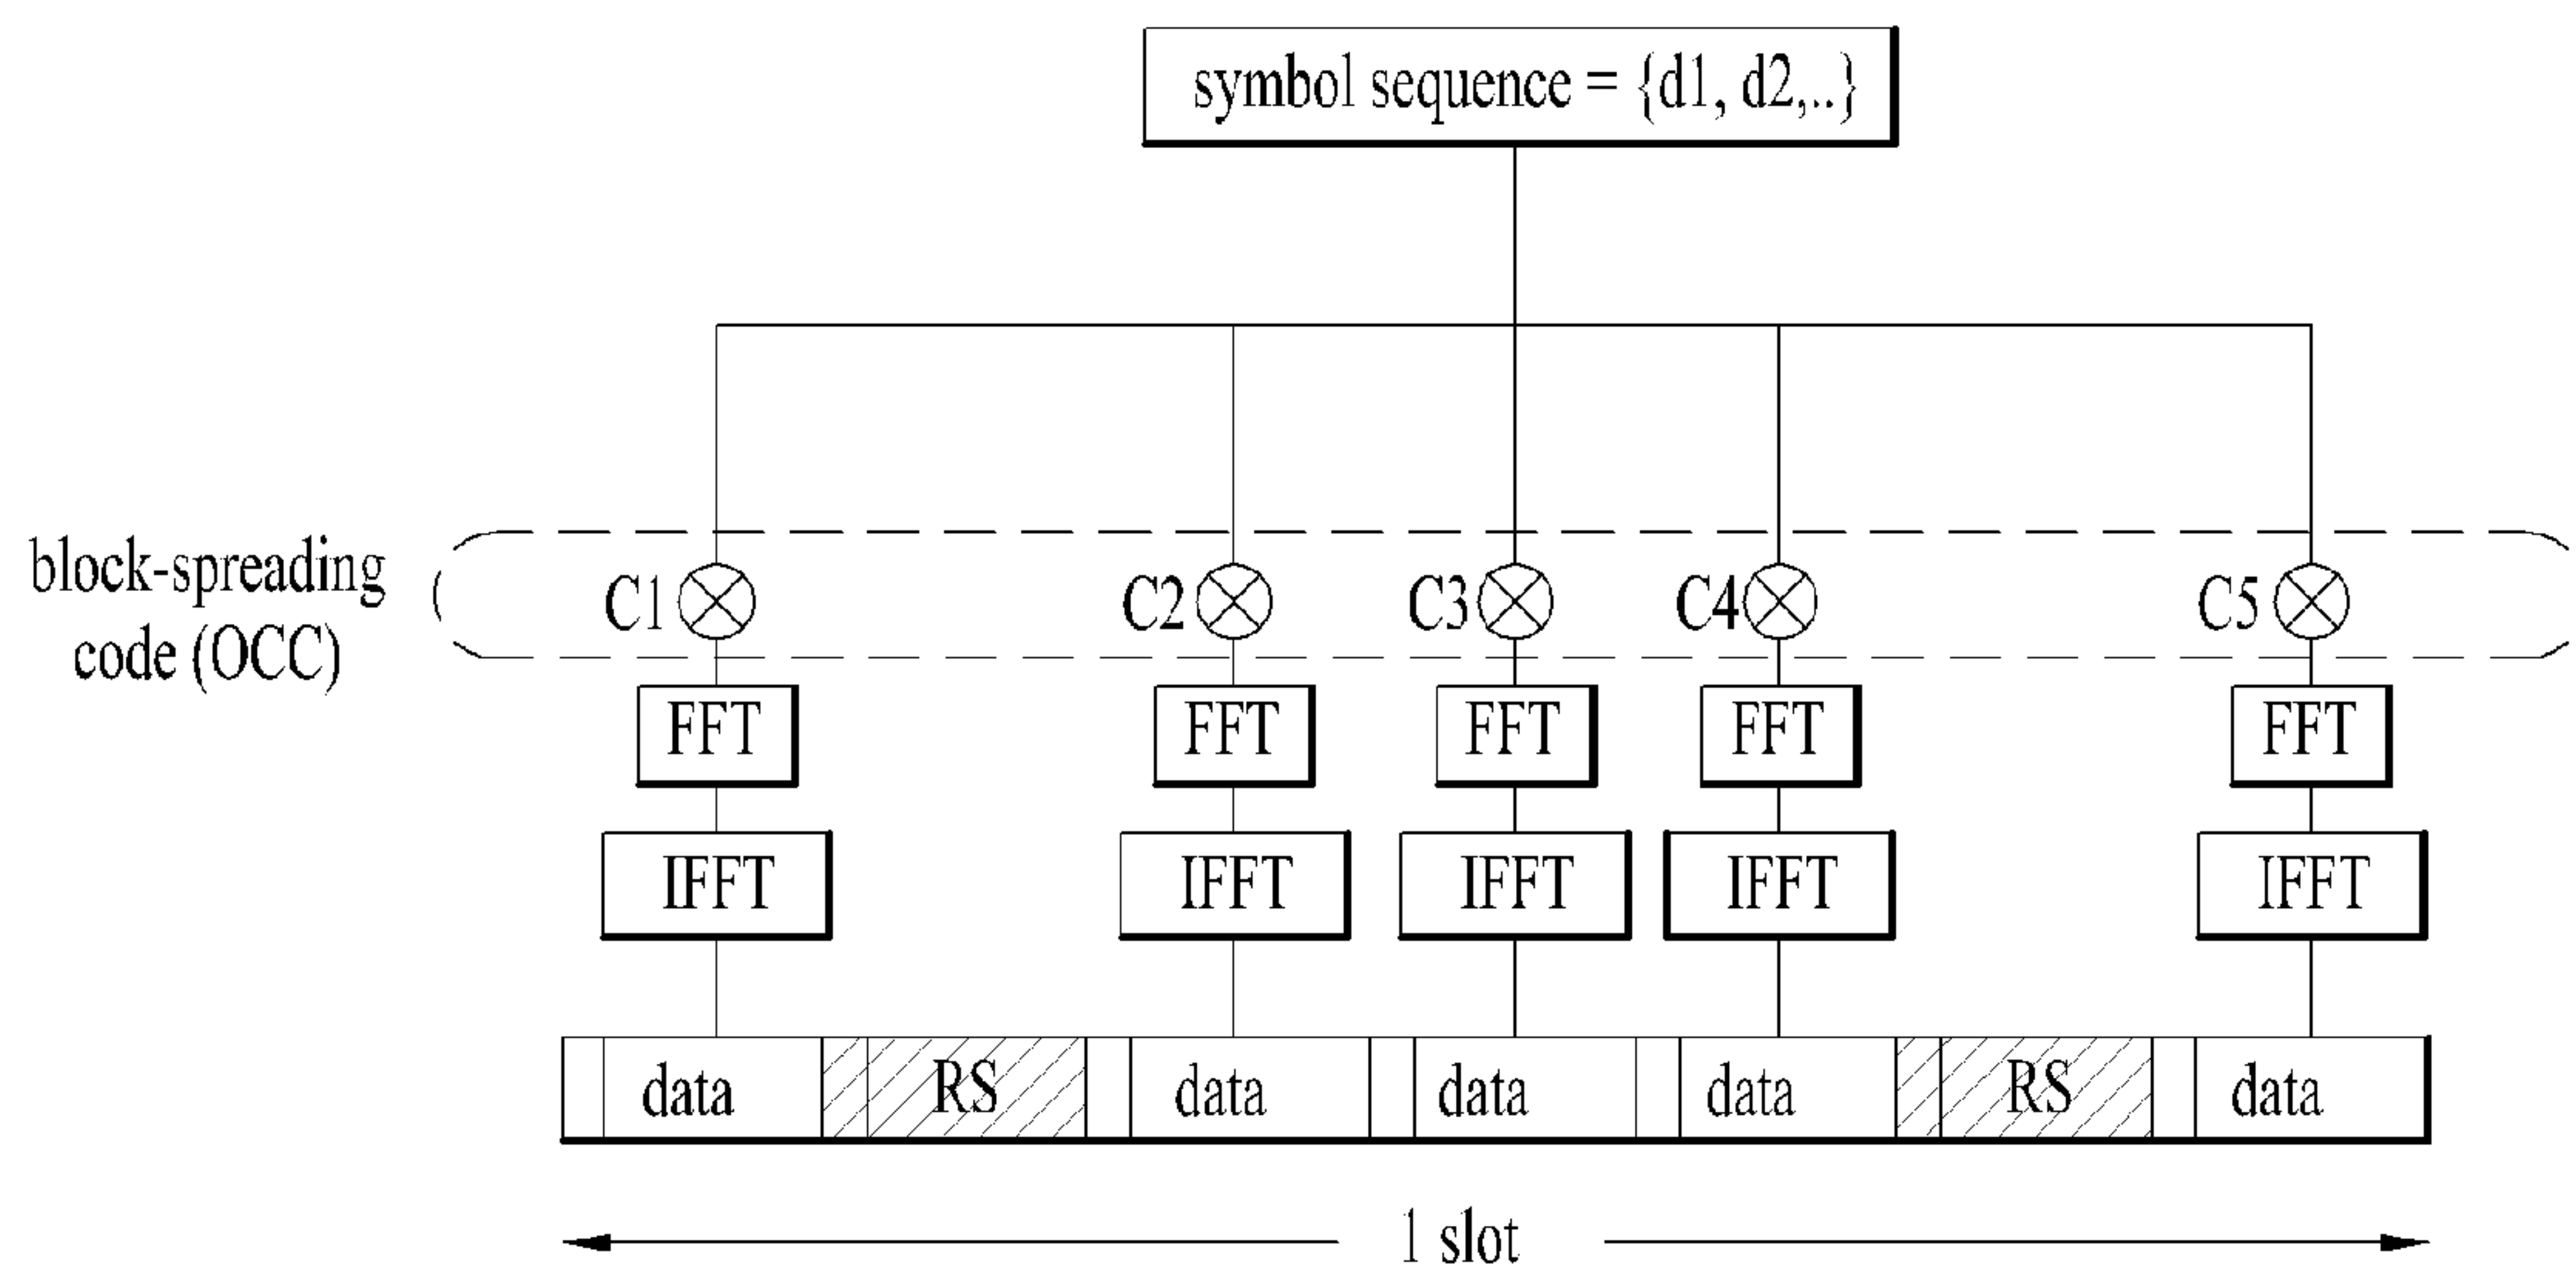 symbol sequence = {d1, d2,..}
block-spreading
code (OCC)
C1 C2 C3 C4 C5
FFT FFT FFT FFT FFT
IFFT IFFT IFFT IFFT IFFT
data RS data data data RS data
1 slot